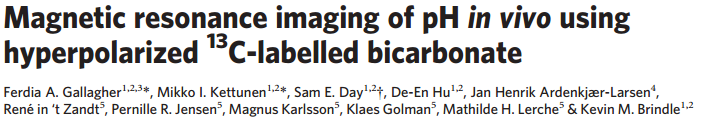 Magnetic resonance imaging of pH in vivo using
hyperpolarized ¹³C-labelled bicarbonate
Ferdia A. Gallagher¹,²,³*, Mikko I. Kettunen¹,²*, Sam E. Day¹,²†, De-En Hu¹,², Jan Henrik Ardenkjær-Larsen⁴,
René in ‘t Zandt⁵, Pernille R. Jensen⁵, Magnus Karlsson⁵, Klaes Golman⁵, Mathilde H. Lerche⁵ & Kevin M. Brindle¹,²